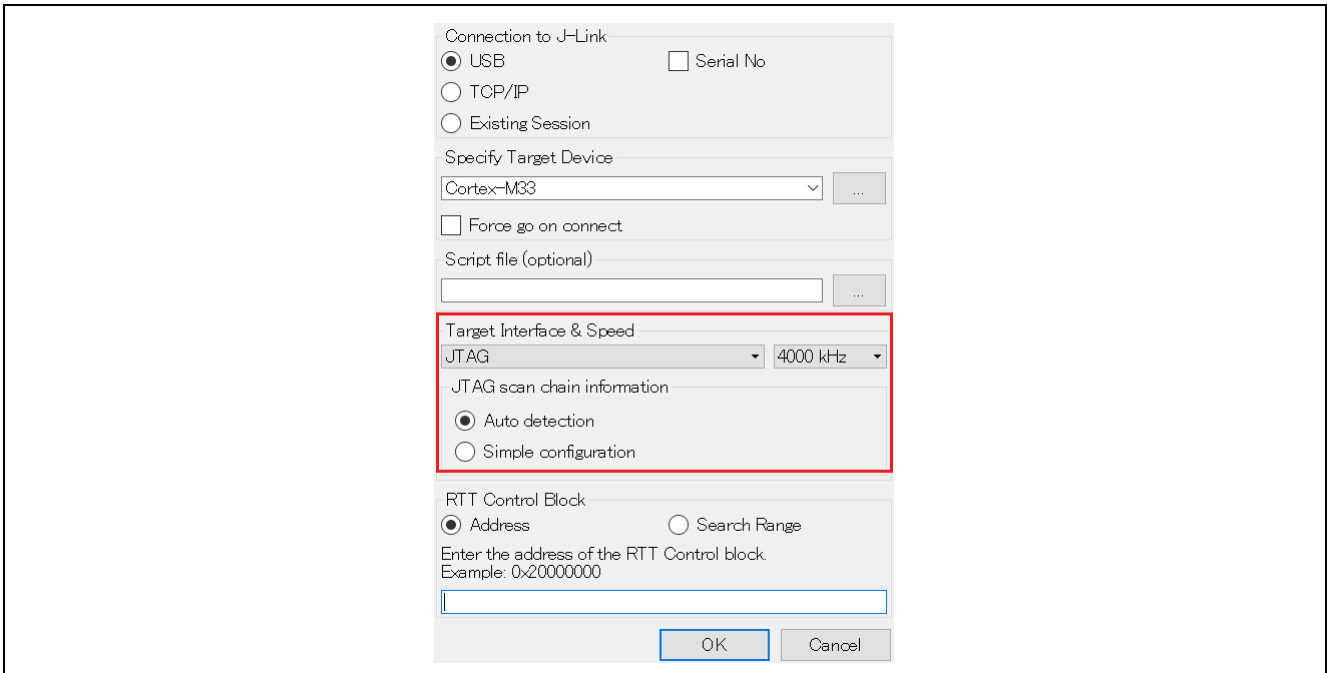 Connection to J-Link
USB
Serial No
TCP/IP
Existing Session
Specify Target Device
Cortex-M33
...
Force go on connect
Script file (optional)
...
Target Interface & Speed
JTAG
4000 kHz
JTAG scan chain information
Auto detection
Simple configuration
RTT Control Block
Address
Search Range
Enter the address of the RTT Control block.
Example: 0x20000000
OK
Cancel